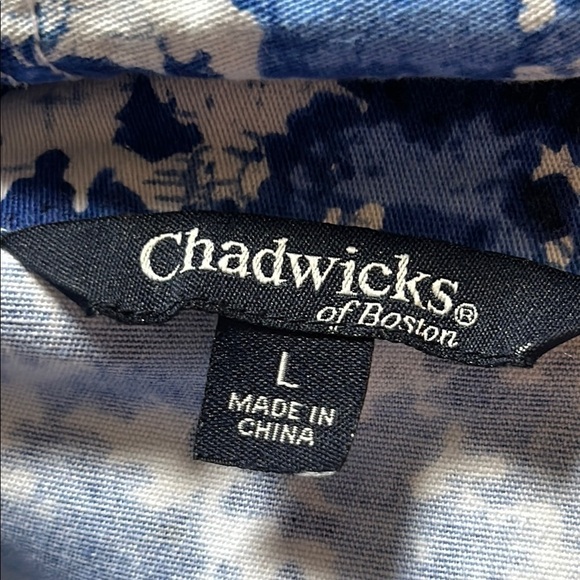 Chadwicks®
of Boston
L
MADE IN
CHINA